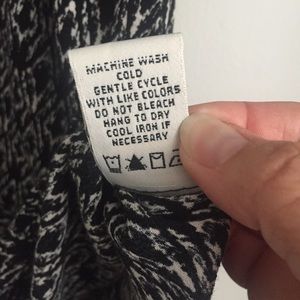 MACHINE WASH
COLD
GENTLE CYCLE
WITH LIKE COLORS
DO NOT BLEACH
HANG TO DRY
COOL IRON IF
NECESSARY